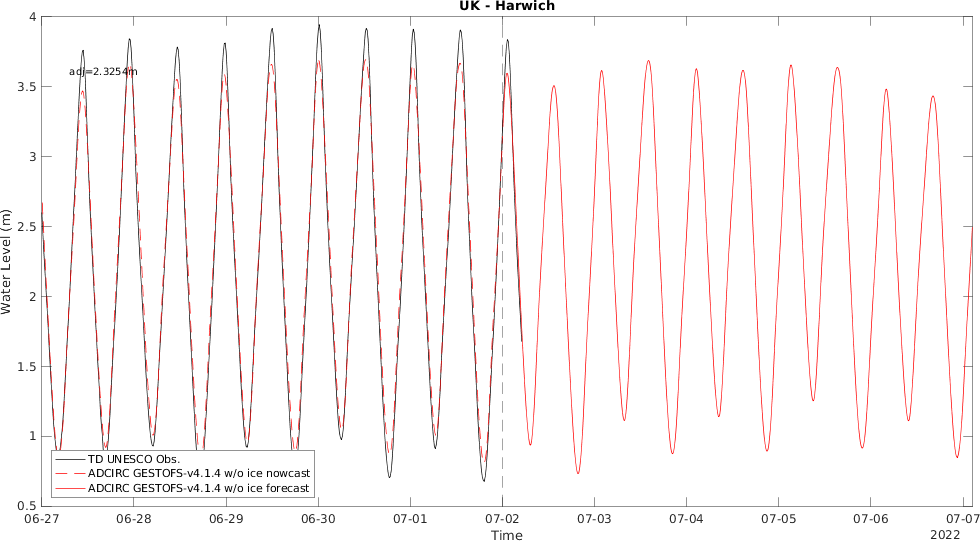 UK - Harwich
4
3.5
3
2.5
2
1.5
1
0.5
Water Level (m)
adj=2.3254m
TD UNESCO Obs.
ADCIRC GESTOFS-v4.1.4 w/o ice nowcast
ADCIRC GESTOFS-v4.1.4 w/o ice forecast
06-27 06-28 06-29 06-30 07-01 07-02 07-03 07-04 07-05 07-06 07-07
Time
2022